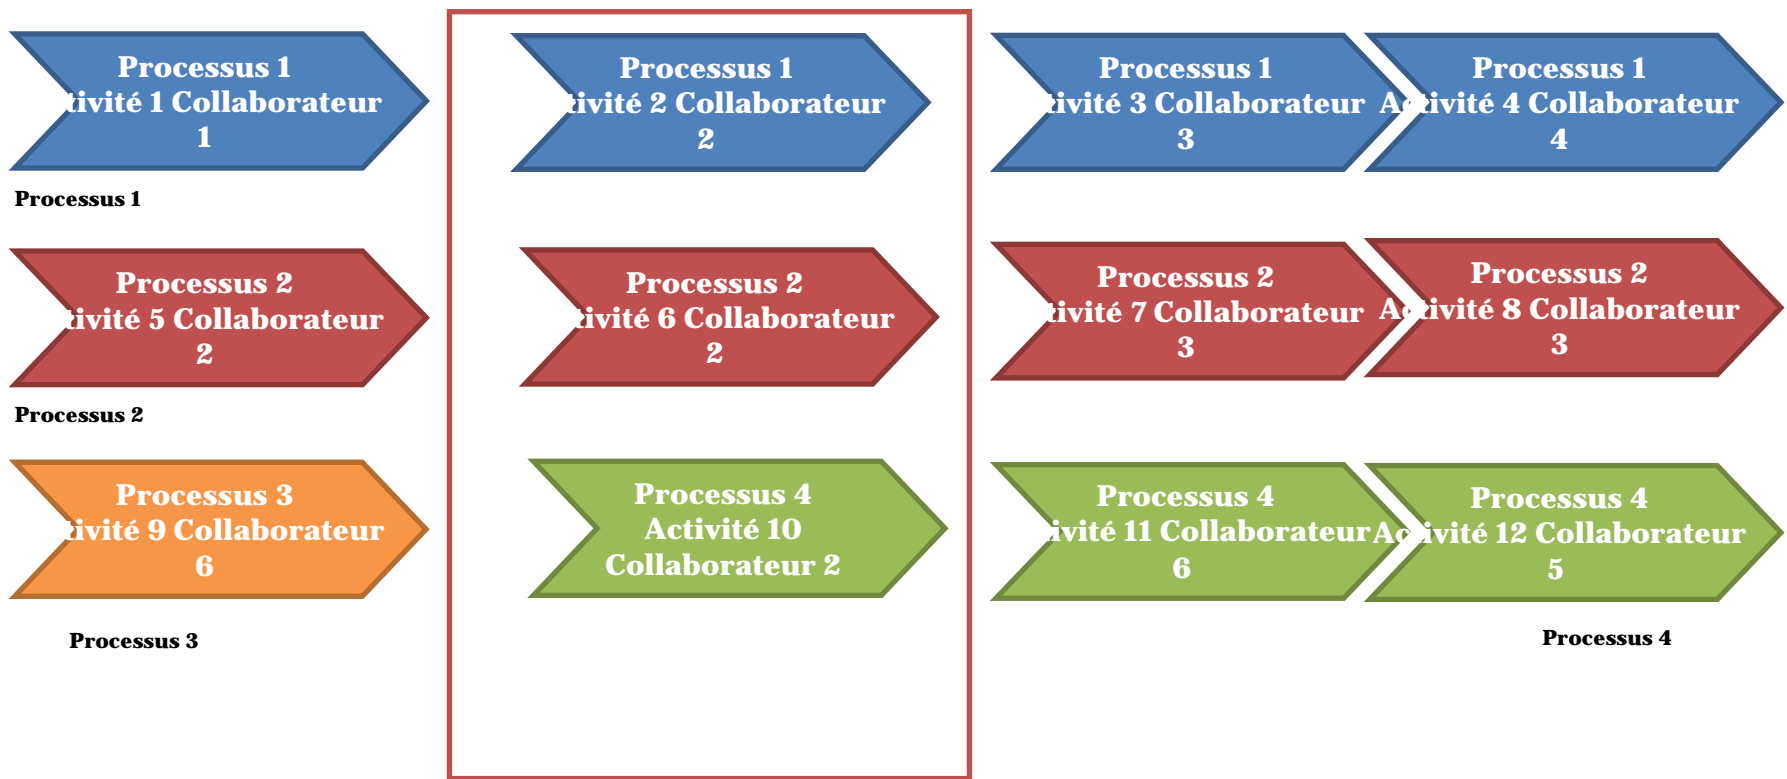 Processus 1
tivité 1 Collaborateur
1
Processus 1
tivité 2 Collaborateur
2
Processus 1
tivité 3 Collaborateur
3
Processus 1
Activité 4 Collaborateur
4
Processus 1
Processus 2
tivité 5 Collaborateur
2
Processus 2
tivité 6 Collaborateur
2
Processus 2
tivité 7 Collaborateur
3
Processus 2
Activité 8 Collaborateur
3
Processus 2
Processus 3
tivité 9 Collaborateur
6
Processus 4
Activité 10
Collaborateur 2
Processus 4
ivité 11 Collaborateur
6
Processus 4
Activité 12 Collaborateur
5
Processus 3
Processus 4